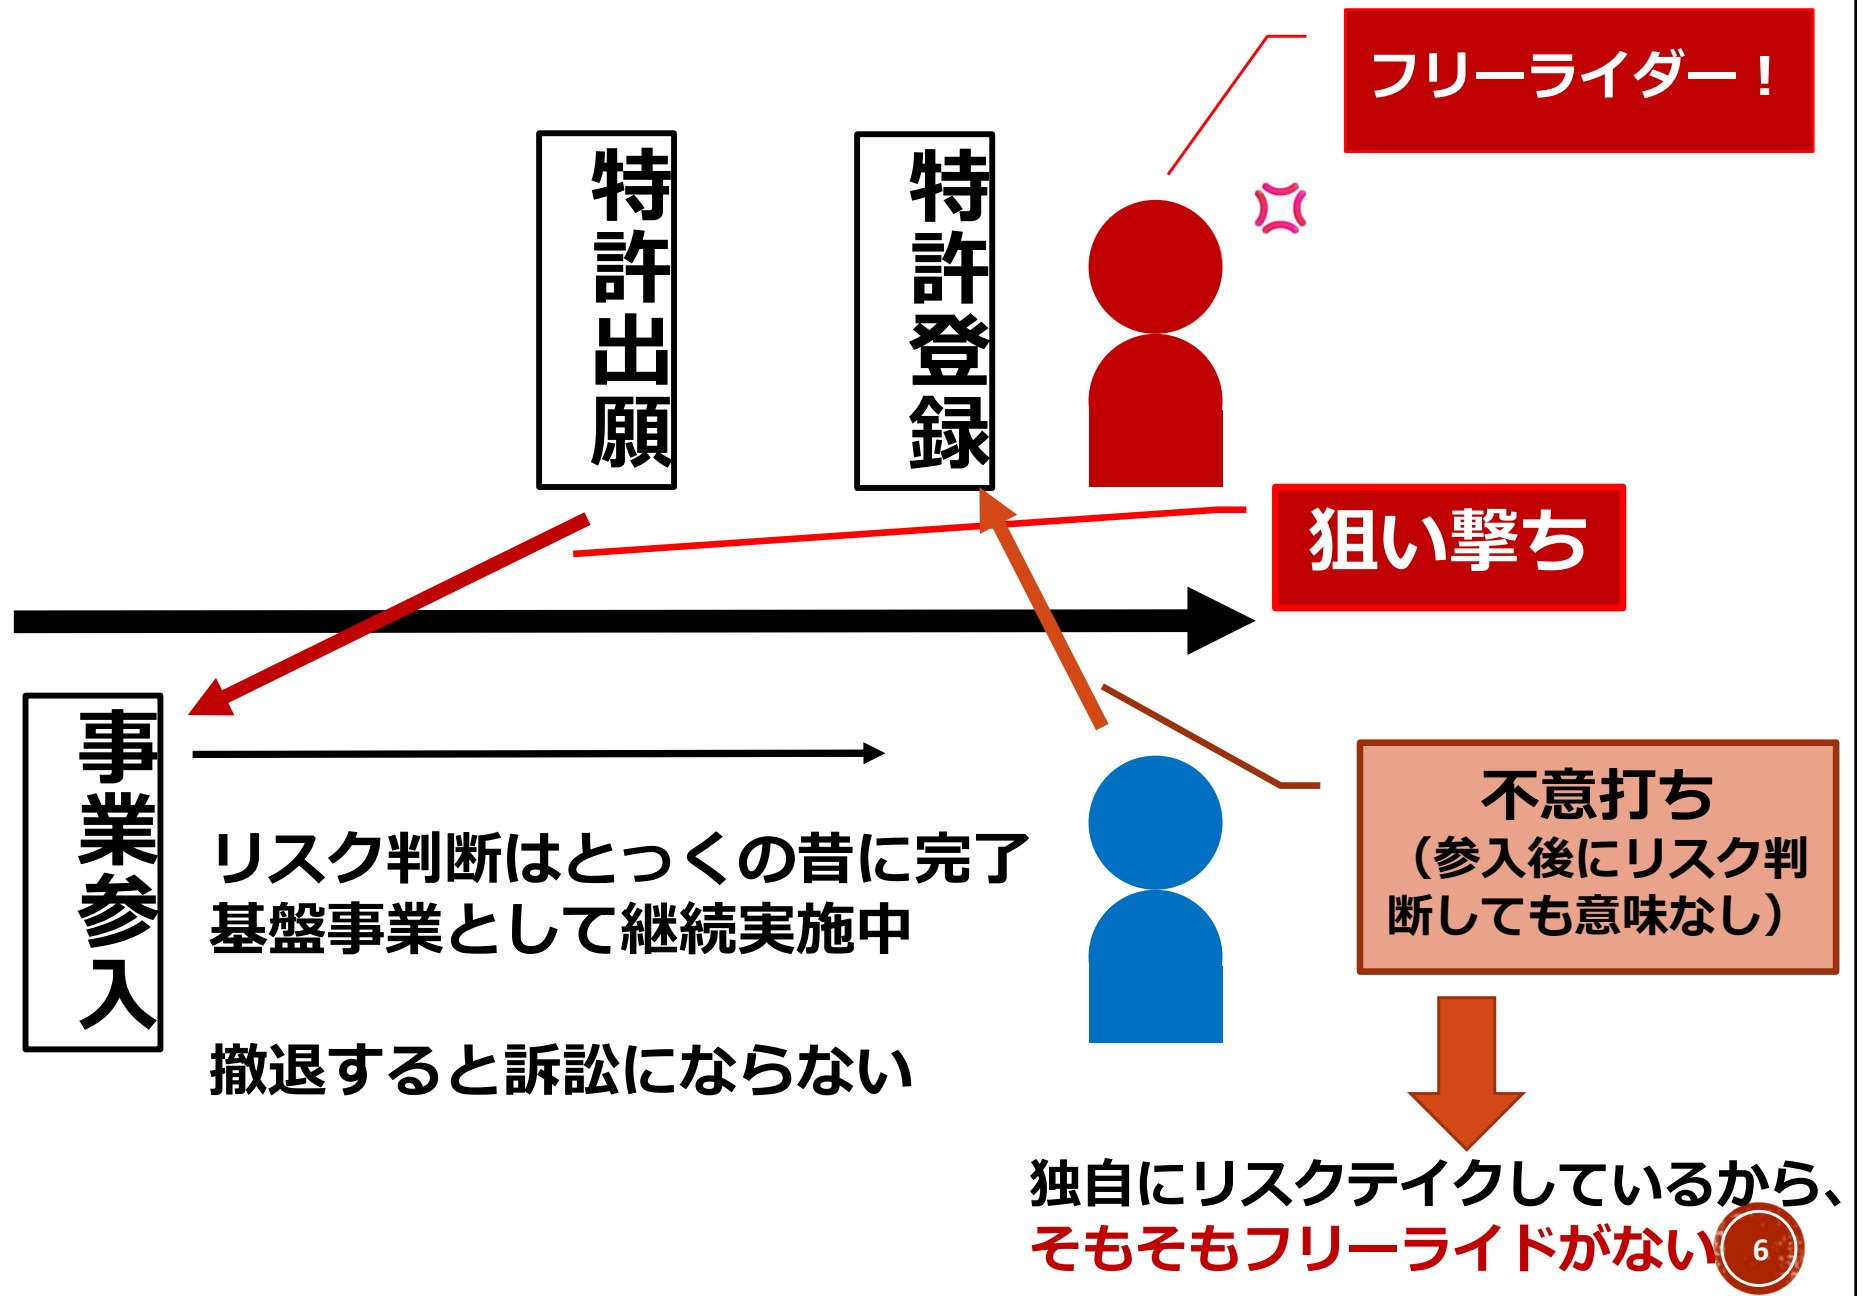 フリーライダー！
特許出願
特許登録
狙い撃ち
事業参入
リスク判断はとっくの昔に完了
基盤事業として継続実施中
撤退すると訴訟にならない
不意打ち
（参入後にリスク判
断しても意味なし）
独自にリスクテイクしているから、
そもそもフリーライドがない
6